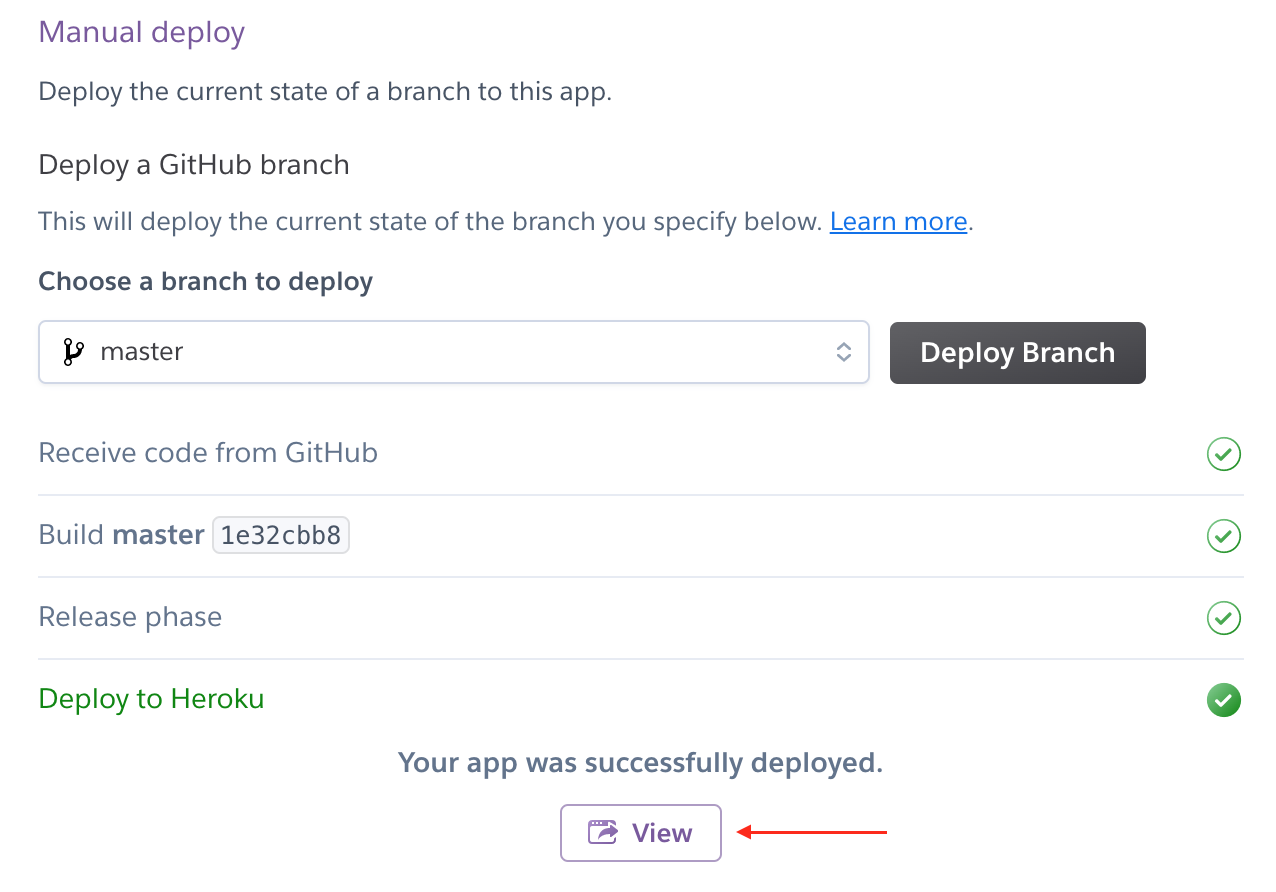 Manual deploy
Deploy the current state of a branch to this app.
Deploy a GitHub branch
This will deploy the current state of the branch you specify below. Learn more.
Choose a branch to deploy
master
Deploy Branch
Receive code from GitHub
Build master 1e32cbb8
Release phase
Deploy to Heroku
Your app was successfully deployed.
View